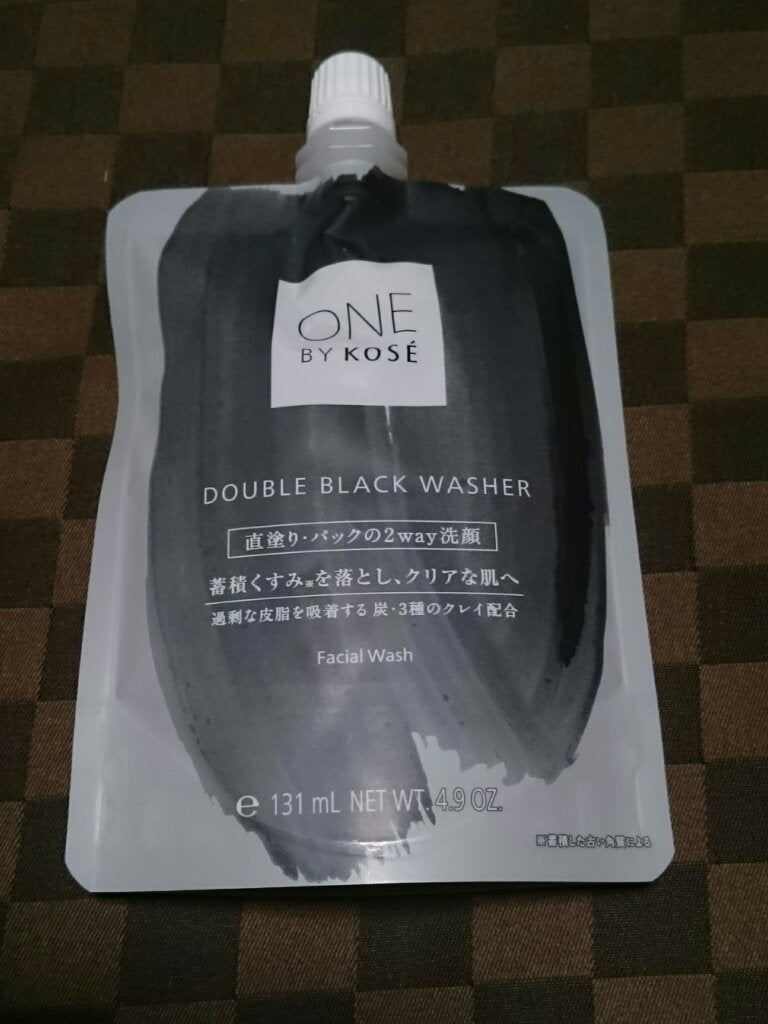 ONE
BY KOSÉ
DOUBLE BLACK WASHER
直塗り・パックの2way洗顔
蓄積くすみ※を落とし、クリアな肌へ
過剰な皮脂を吸着する 炭・3種のクレイ配合
Facial Wash
℮ 131 mL NET WT. 4.9 OZ.
※蓄積した古い角質による